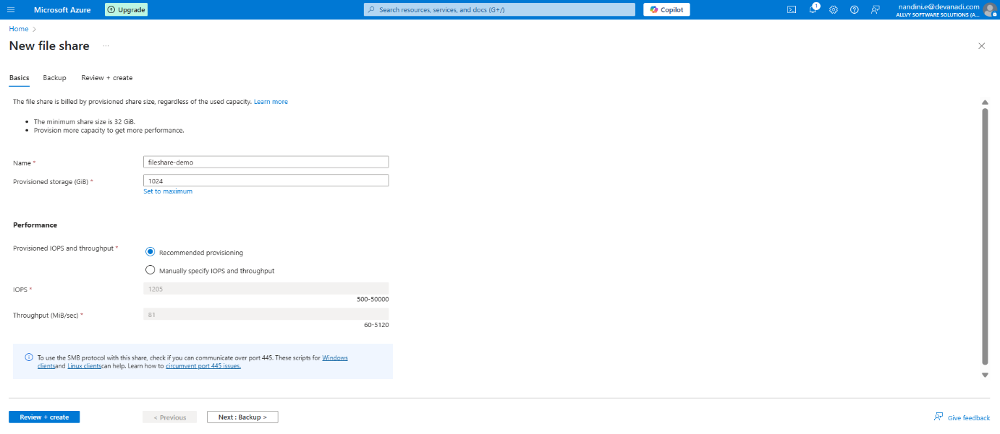 Microsoft Azure
Upgrade
Search resources, services, and docs (G+/)
Copilot
1
nandini.e@devanadi.com
ALLVY SOFTWARE SOLUTIONS (A...
Home >
New file share ...
Basics
Backup
Review + create
The file share is billed by provisioned share size, regardless of the used capacity. Learn more
• The minimum share size is 32 GiB.
• Provision more capacity to get more performance.
Name *
fileshare-demo
Provisioned storage (GiB) *
1024
Set to maximum
Performance
Provisioned IOPS and throughput *
Recommended provisioning
Manually specify IOPS and throughput
IOPS *
1205
500-50000
Throughput (MiB/sec) *
81
60-5120
To use the SMB protocol with this share, check if you can communicate over port 445. These scripts for Windows
clientsand Linux clientscan help. Learn how to circumvent port 445 issues.
Review + create
< Previous
Next : Backup >
Give feedback